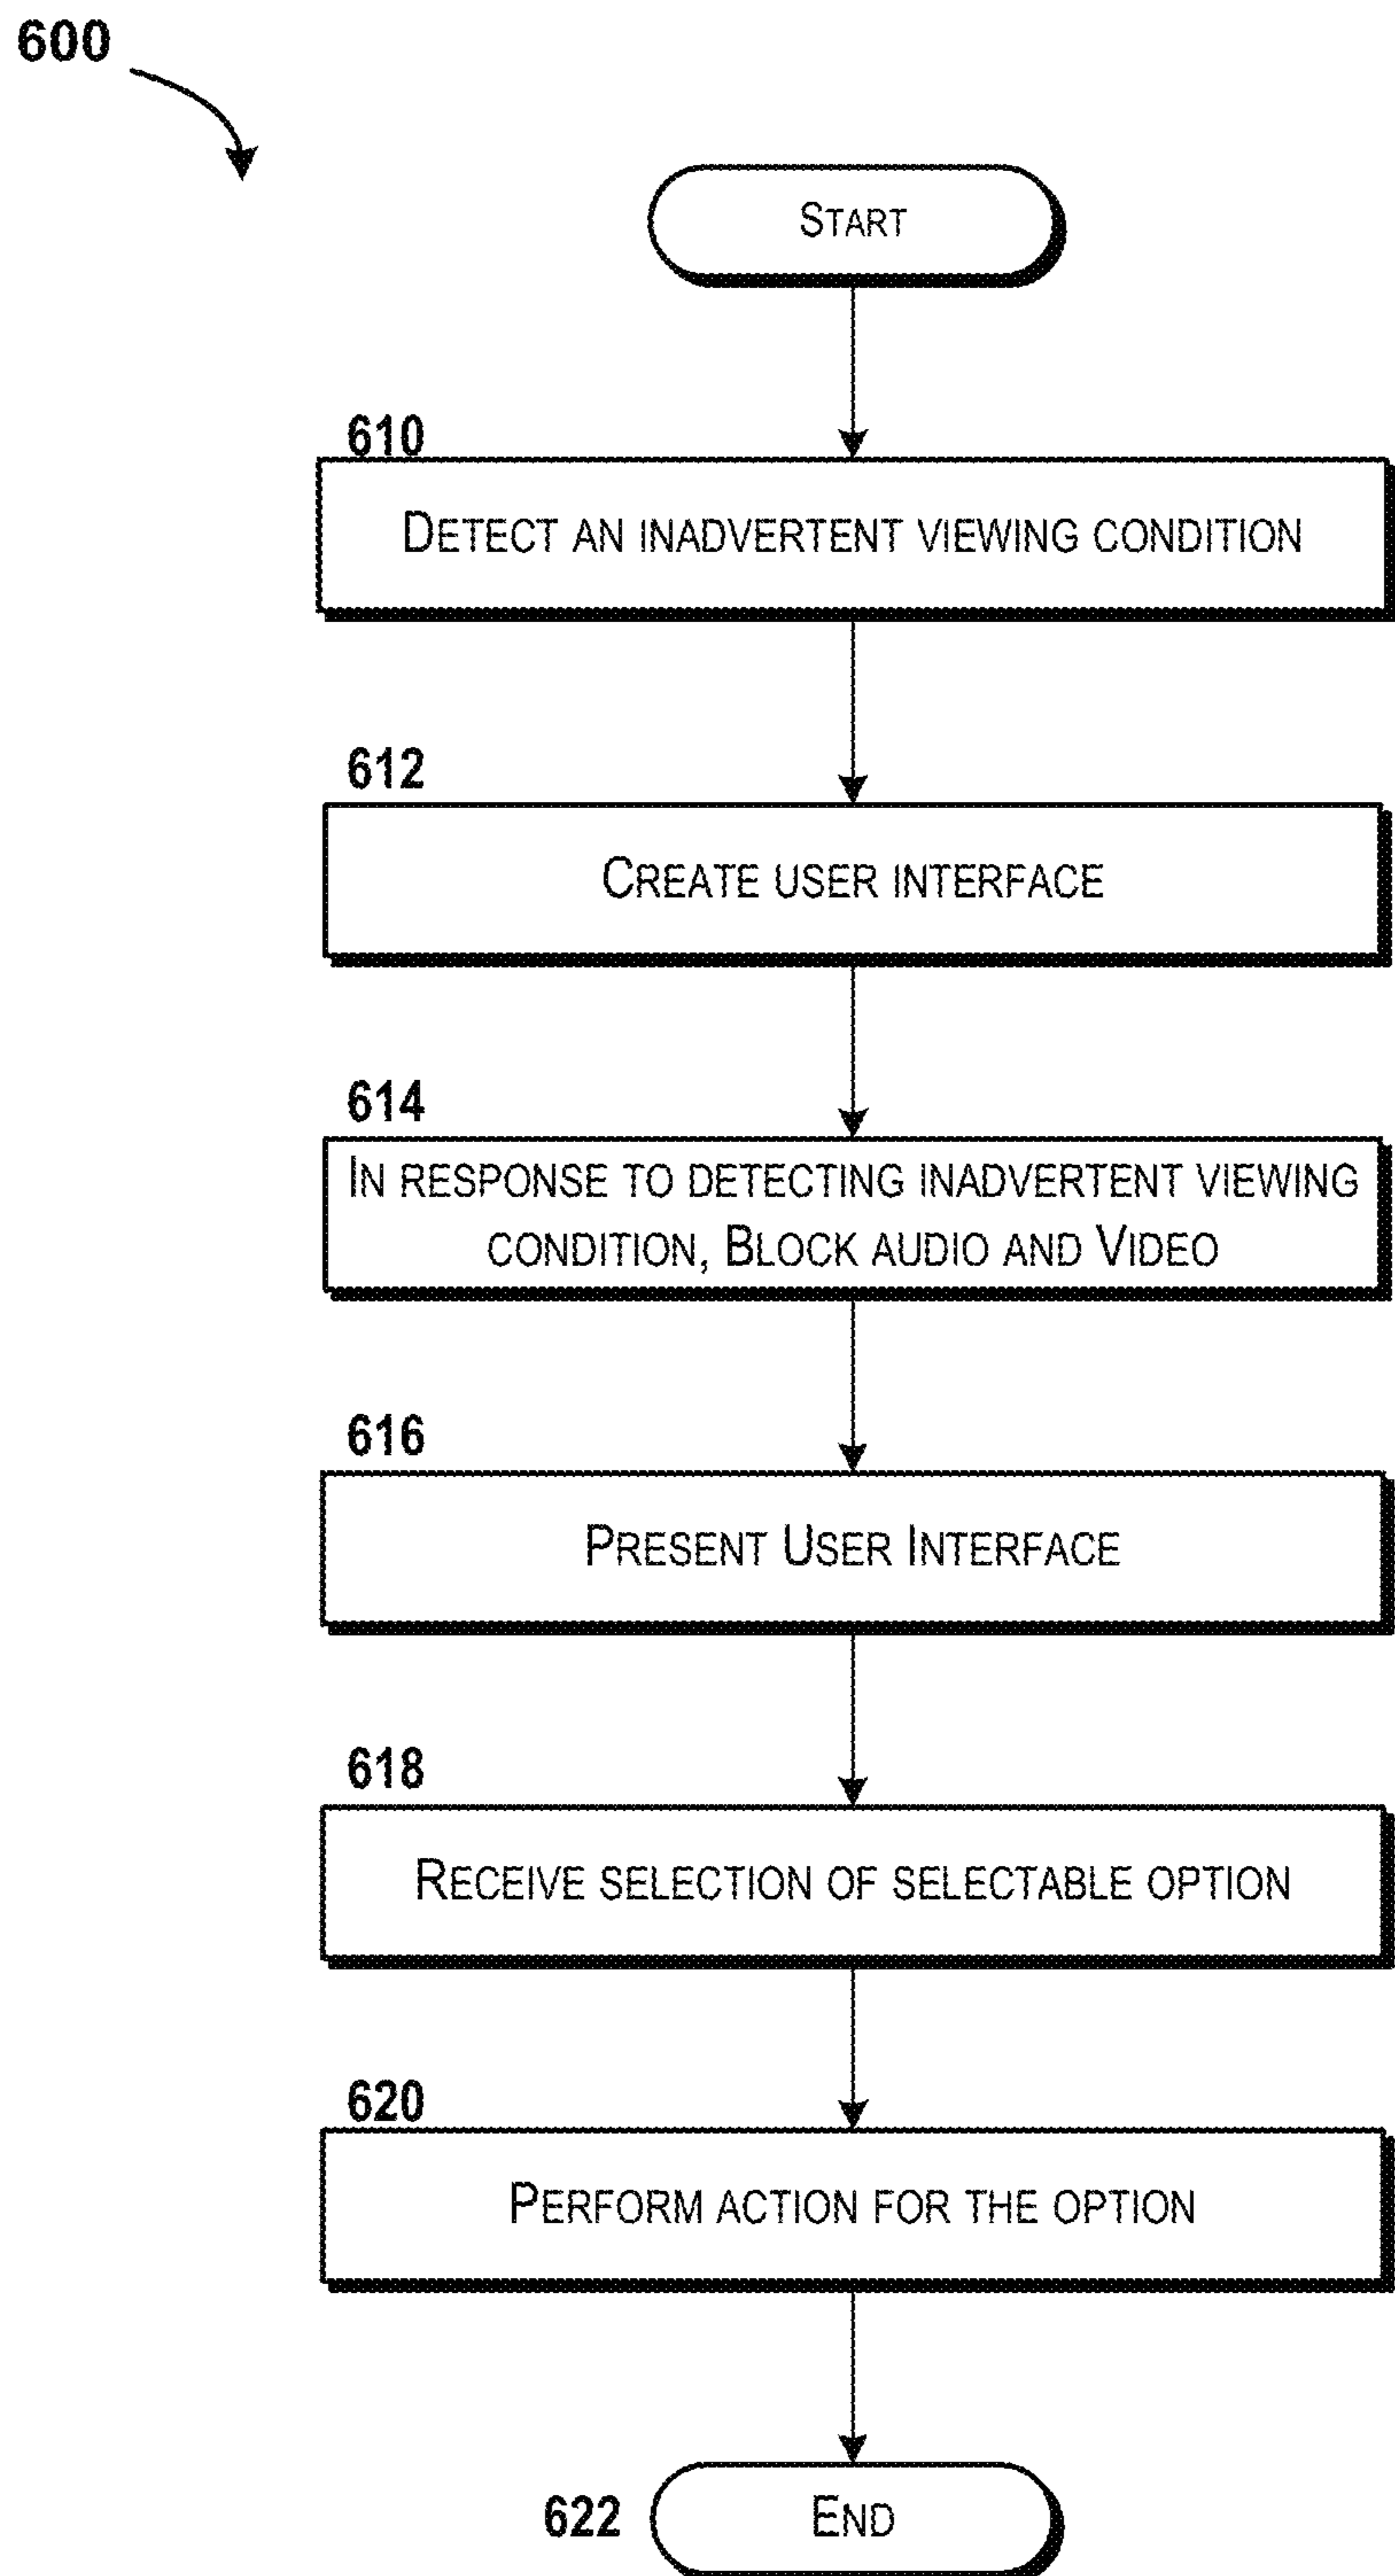 600
START
610
DETECT AN INADVERTENT VIEWING CONDITION
612
CREATE USER INTERFACE
614
IN RESPONSE TO DETECTING INADVERTENT VIEWING
CONDITION, BLOCK AUDIO AND VIDEO
616
PRESENT USER INTERFACE
618
RECEIVE SELECTION OF SELECTABLE OPTION
620
PERFORM ACTION FOR THE OPTION
622
END